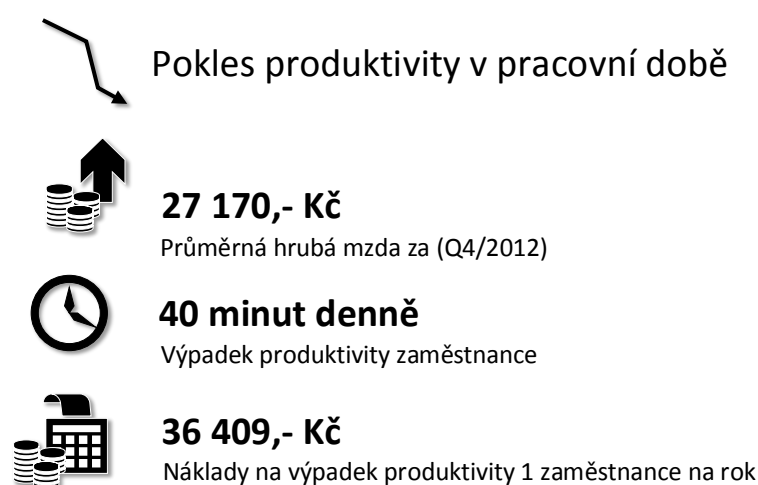 Pokles produktivity v pracovní době
27 170,- Kč
Průměrná hrubá mzda za (Q4/2012)
40 minut denně
Výpadek produktivity zaměstnance
36 409,- Kč
Náklady na výpadek produktivity 1 zaměstnance na rok